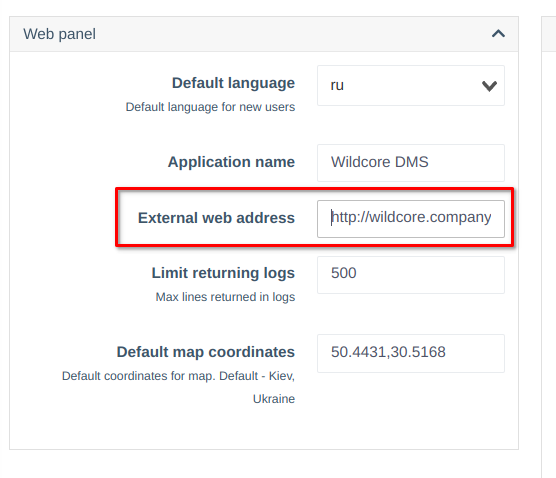 Web panel
Default language
ru
Default language for new users
Application name
Wildcore DMS
External web address
http://wildcore.company
Limit returning logs
500
Max lines returned in logs
Default map coordinates
50.4431,30.5168
Default coordinates for map. Default - Kiev,
Ukraine